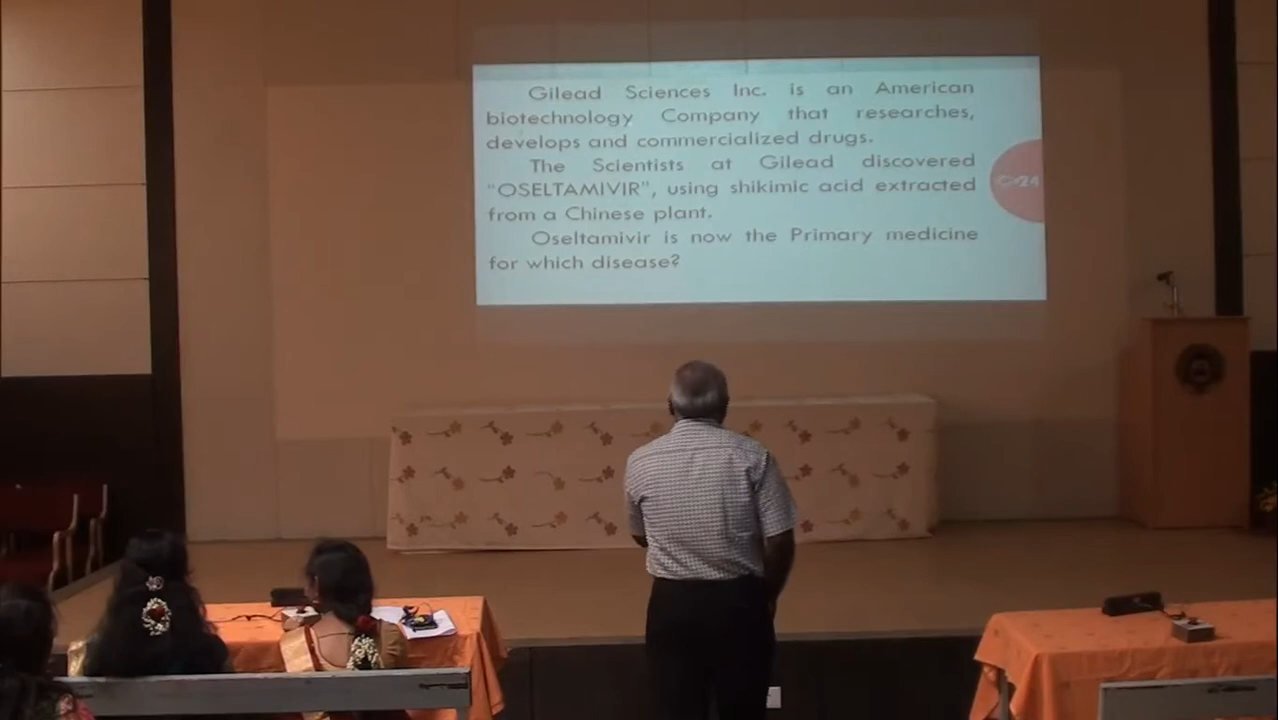 Gilead Sciences Inc. is an American
biotechnology Company that researches,
develops and commercialized drugs.
The Scientists at Gilead discovered
"OSELTAMIVIR", using shikimic acid extracted
from a Chinese plant.
Oseltamivir is now the Primary medicine
for which disease?